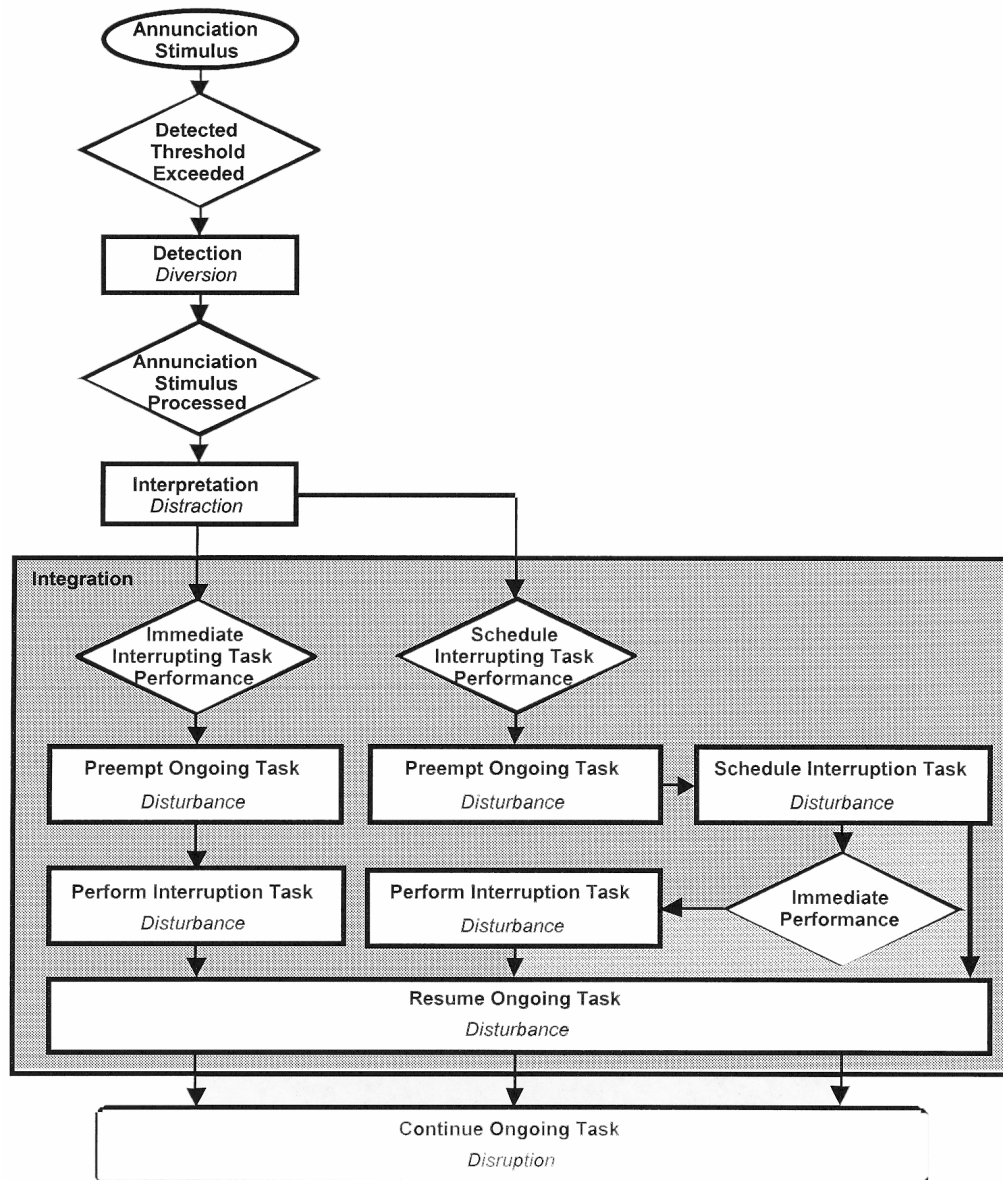 Annunciation
Stimulus
Detected
Threshold
Exceeded
Detection
Diversion
Annunciation
Stimulus
Processed
Interpretation
Distraction
Integration
Immediate
Interrupting Task
Performance
Schedule
Interrupting Task
Performance
Preempt Ongoing Task
Disturbance
Preempt Ongoing Task
Disturbance
Schedule Interruption Task
Disturbance
Perform Interruption Task
Disturbance
Perform Interruption Task
Disturbance
Immediate
Performance
Resume Ongoing Task
Disturbance
Continue Ongoing Task
Disruption